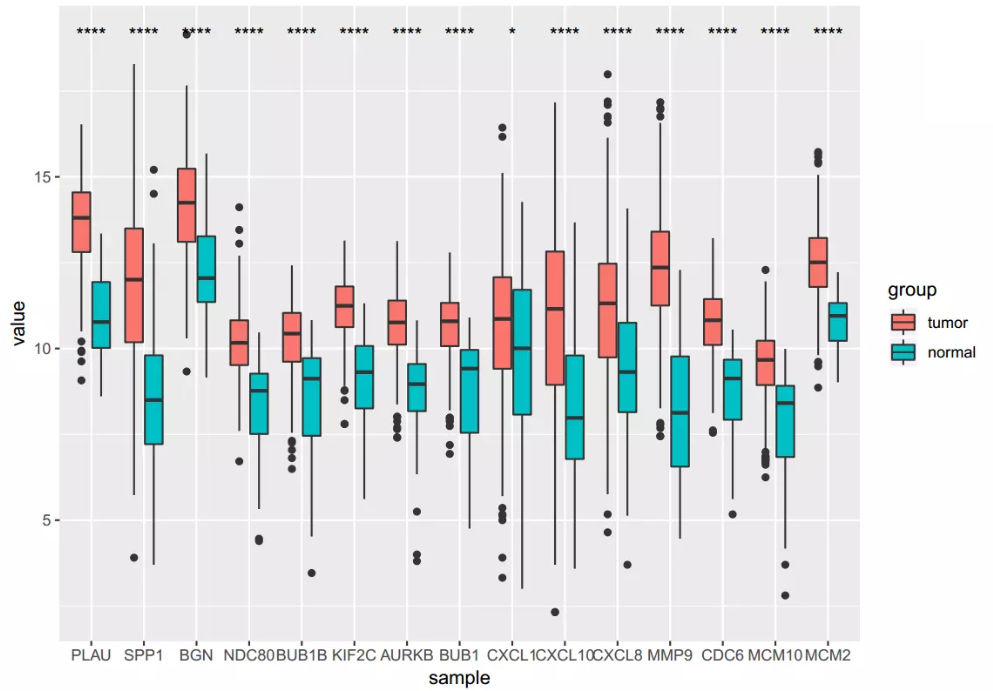 **** **** **** **** **** **** **** **** * **** **** **** **** **** ****
value
15
10
5
PLAU SPP1 BGN NDC80 BUB1B KIF2C AURKB BUB1 CXCL1 CXCL10 CXCL8 MMP9 CDC6 MCM10 MCM2
sample
group
tumor
normal